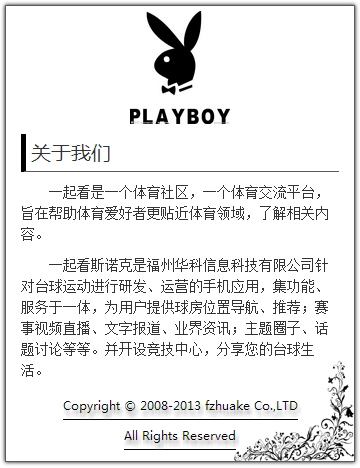 PLAYBOY
关于我们
一起看是一个体育社区，一个体育交流平台，
旨在帮助体育爱好者更贴近体育领域，了解相关内
容。
一起看斯诺克是福州华科信息科技有限公司针
对台球运动进行研发、运营的手机应用，集功能、
服务于一体，为用户提供球房位置导航、推荐；赛
事视频直播、文字报道、业界资讯；主题圈子、话
题讨论等等。并开设竞技中心，分享您的台球生
活。
Copyright © 2008-2013 fzhuake Co.,LTD
All Rights Reserved